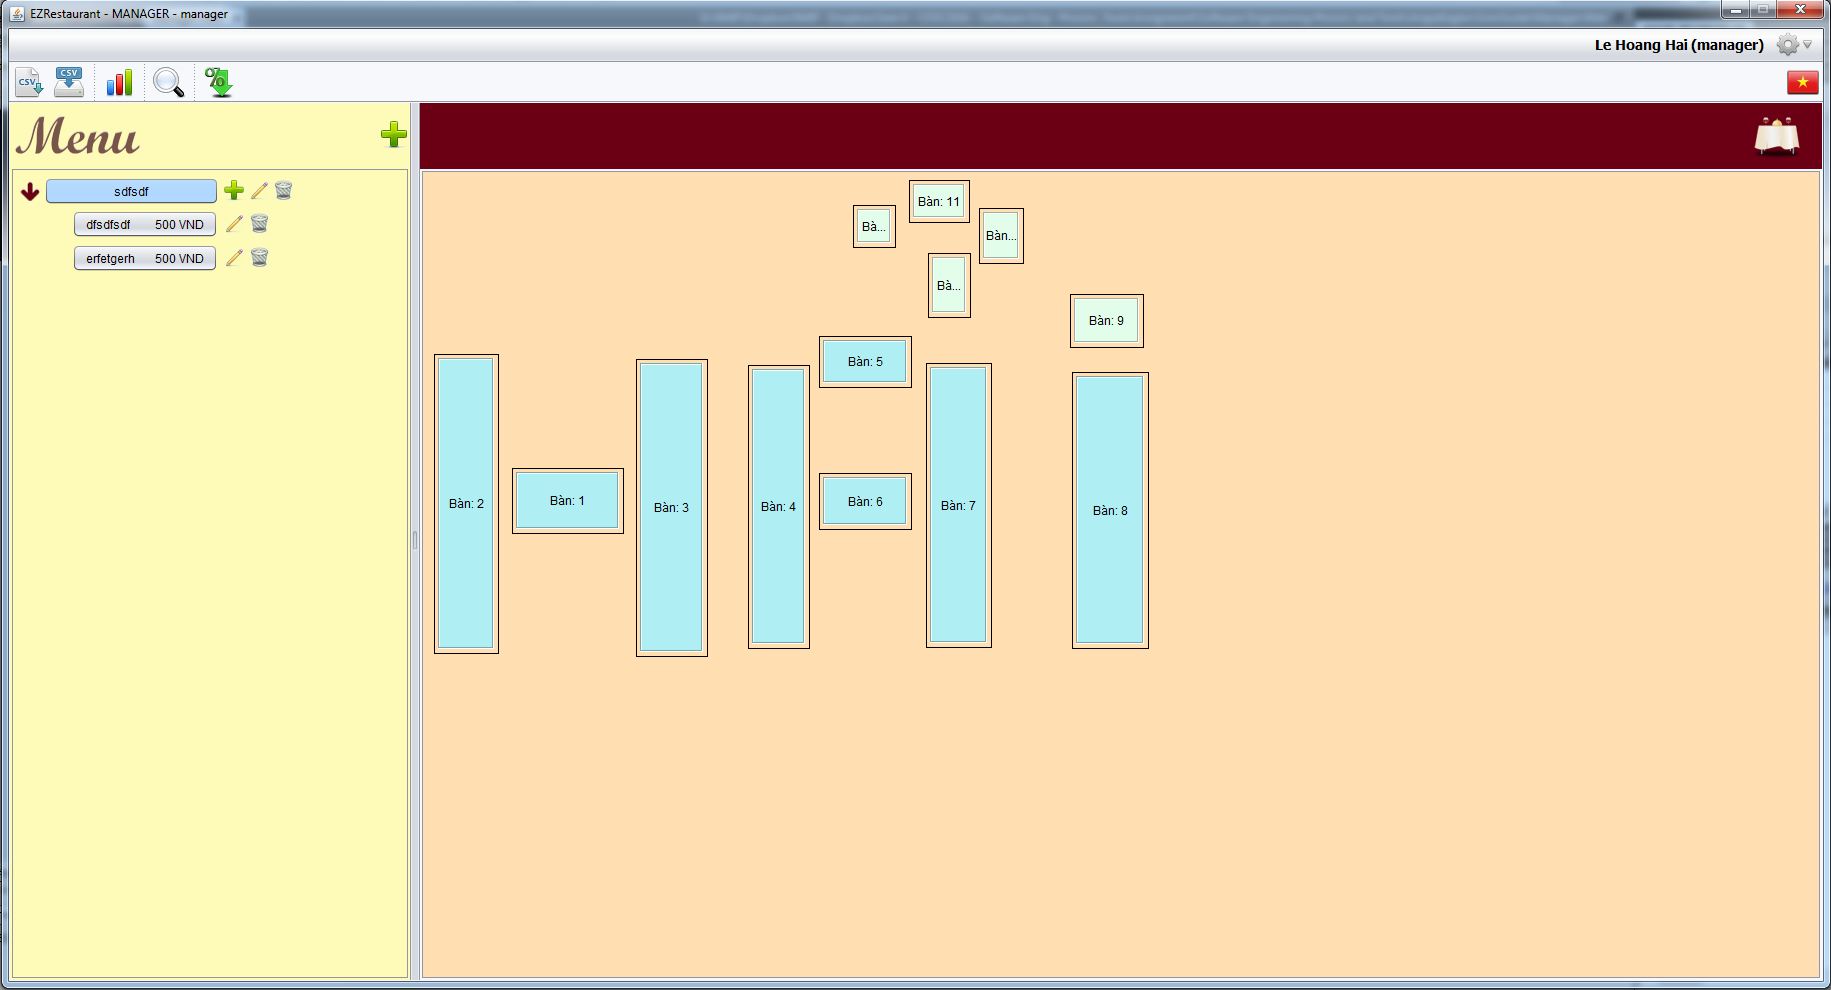 EZRestaurant - MANAGER - manager
Le Hoang Hai (manager)
CSV
CSV
%
Menu
sdfsdf
dfsdfsdf 500 VND
erfetgerh 500 VND
Bàn: 11
Bà...
Bàn...
Bà...
Bàn: 9
Bàn: 5
Bàn: 2
Bàn: 1
Bàn: 3
Bàn: 4
Bàn: 6
Bàn: 7
Bàn: 8